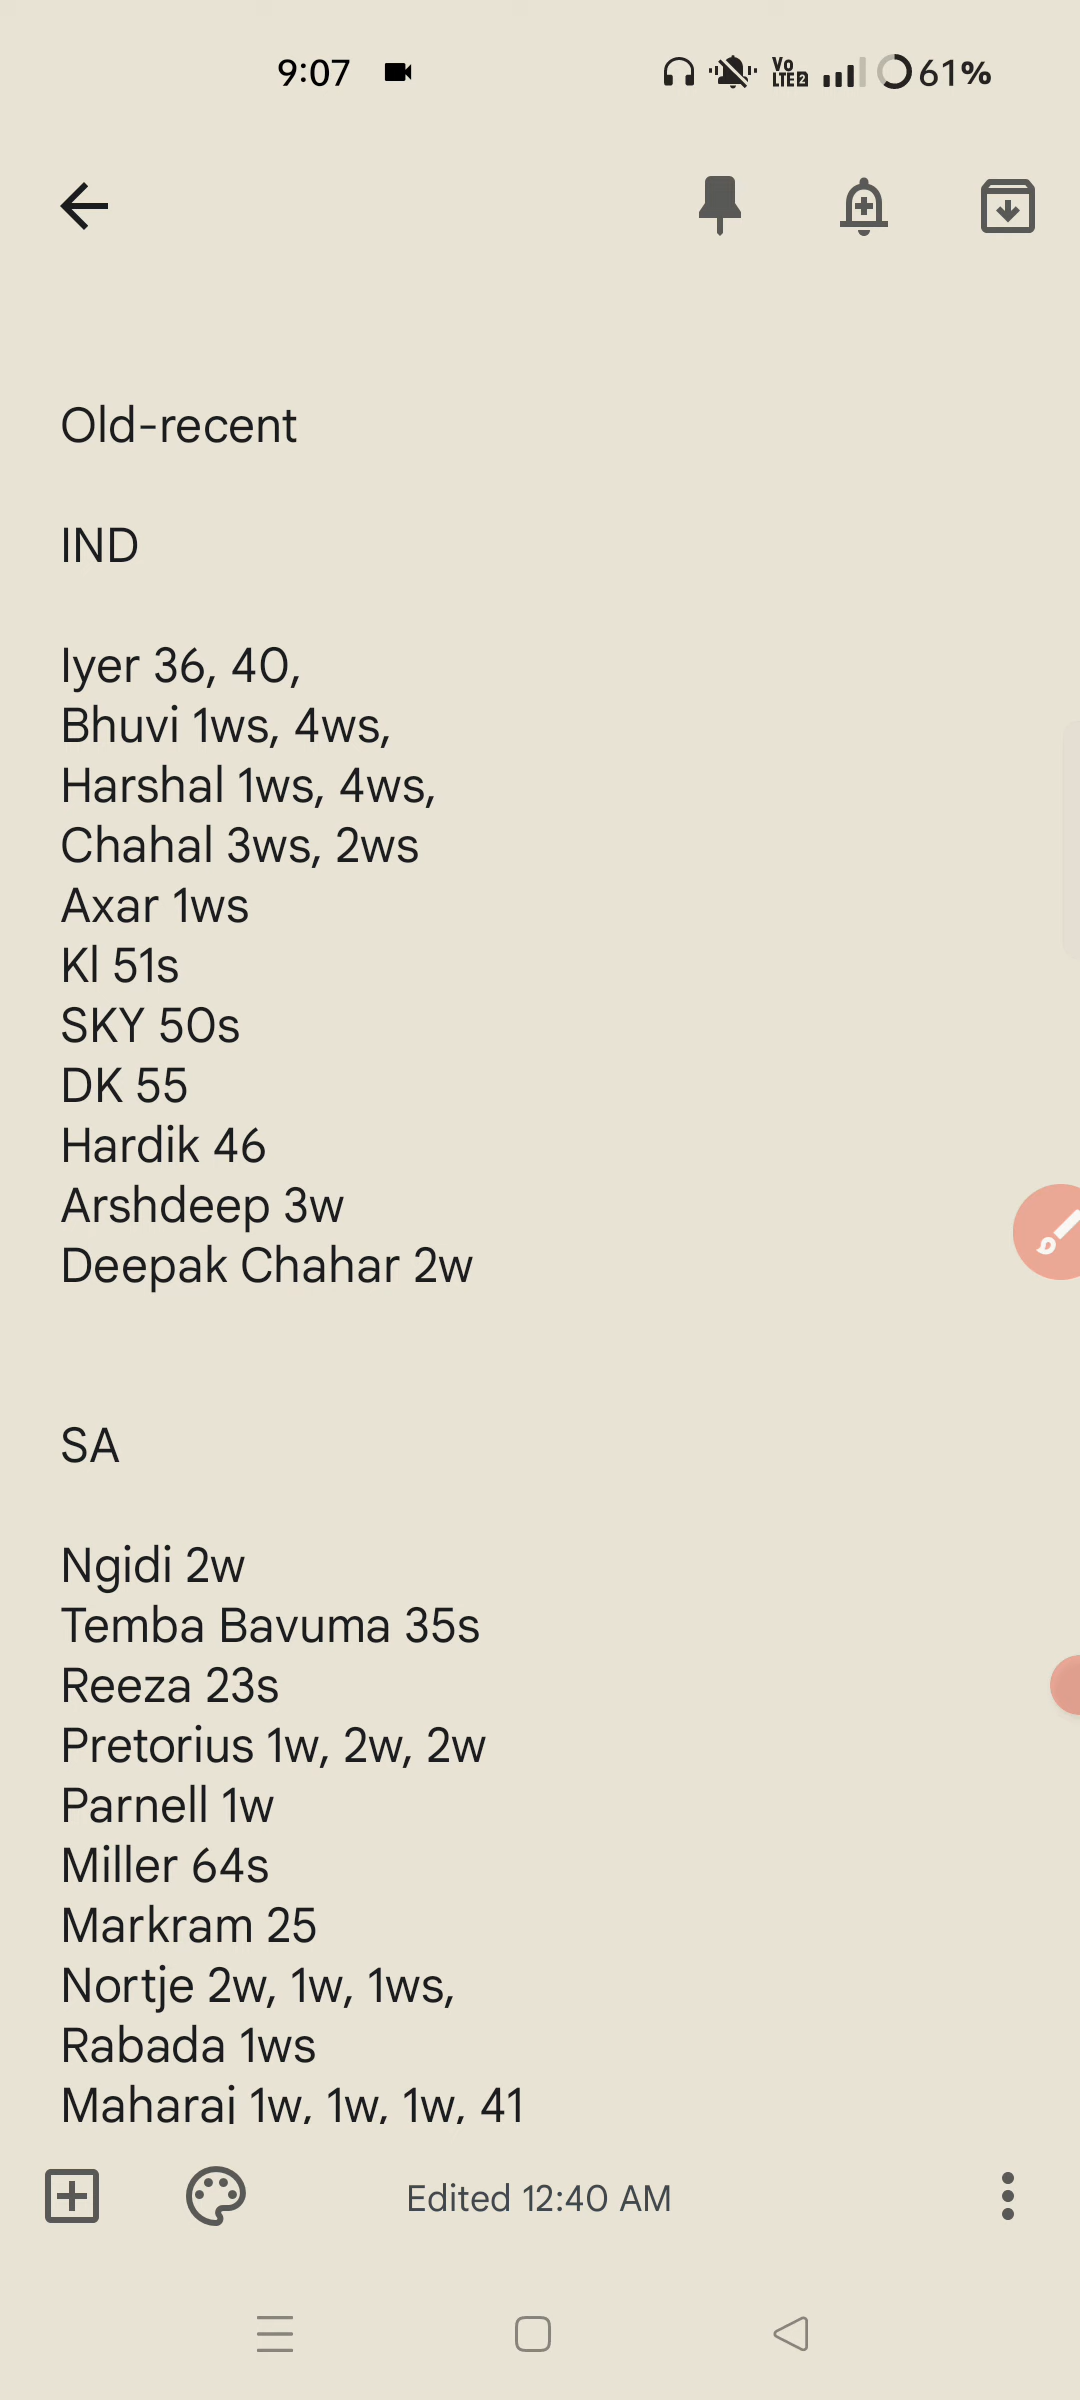 9:07
Vo
LTE 2
61%
Old-recent
IND
Iyer 36, 40,
Bhuvi 1ws, 4ws,
Harshal 1ws, 4ws,
Chahal 3ws, 2ws
Axar 1ws
Kl 51s
SKY 50s
DK 55
Hardik 46
Arshdeep 3w
Deepak Chahar 2w
SA
Ngidi 2w
Temba Bavuma 35s
Reeza 23s
Pretorius 1w, 2w, 2w
Parnell 1w
Miller 64s
Markram 25
Nortje 2w, 1w, 1ws,
Rabada 1ws
Maharaj 1w, 1w, 1w, 41
Edited 12:40 AM